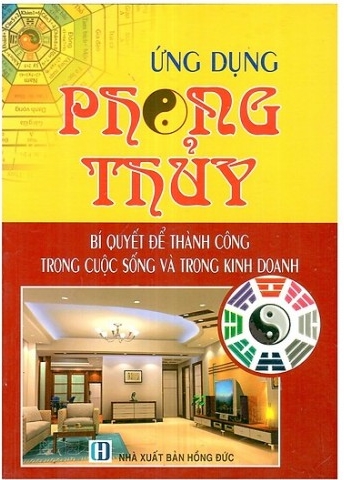 ỨNG DỤNG
PHONG
THỦY
BÍ QUYẾT ĐỂ THÀNH CÔNG
TRONG CUỘC SỐNG VÀ TRONG KINH DOANH
NHÀ XUẤT BẢN HỒNG ĐỨC